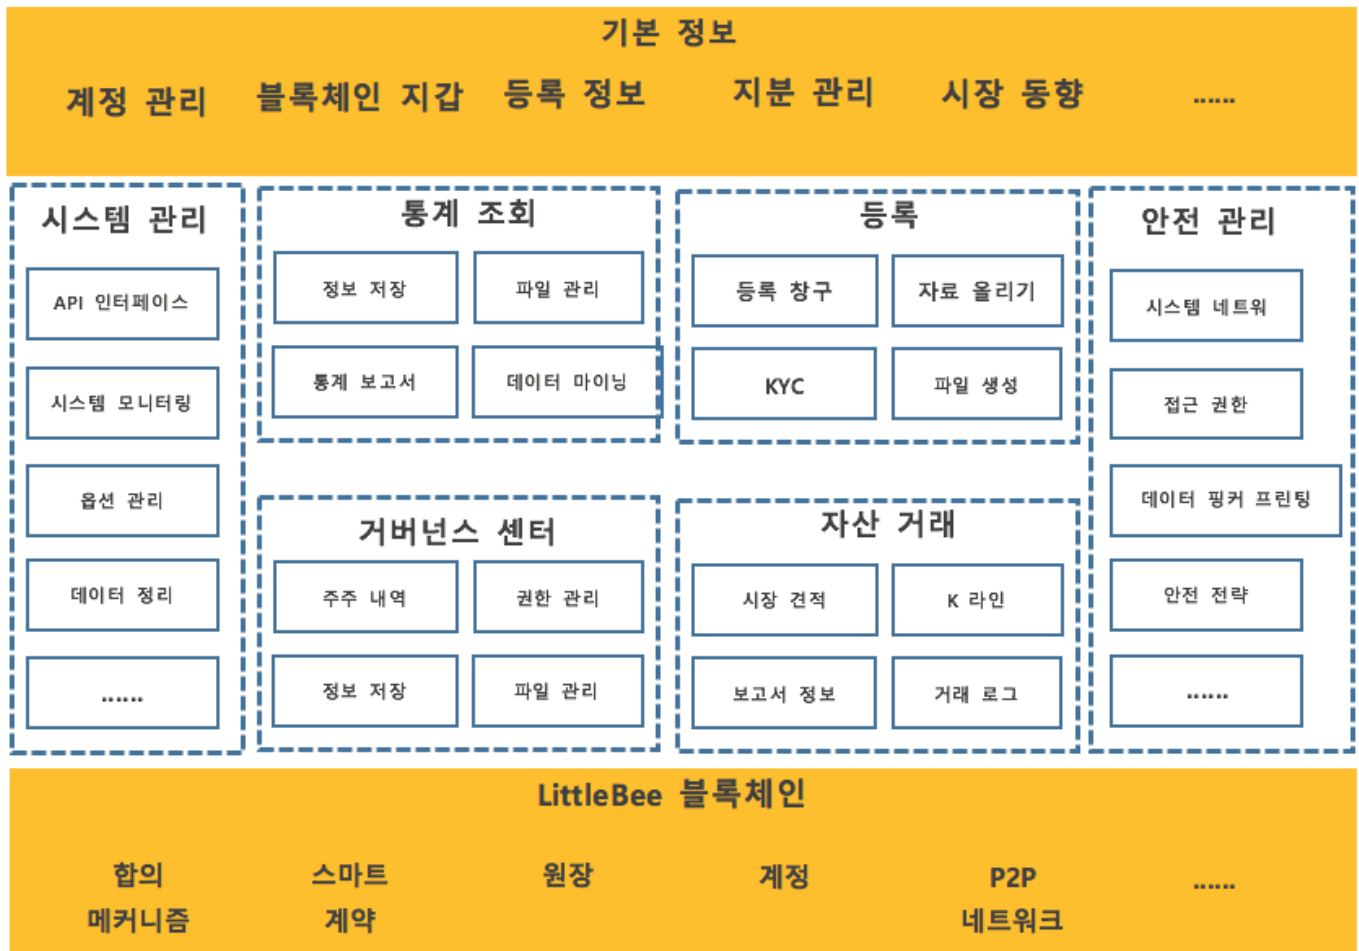 기본 정보
계정 관리
블록체인 지갑
등록 정보
지분 관리
시장 동향
......
시스템 관리
API 인터페이스
시스템 모니터링
옵션 관리
데이터 정리
......
통계 조회
정보 저장
파일 관리
통계 보고서
데이터 마이닝
등록
등록 창구
자료 올리기
KYC
파일 생성
거버넌스 센터
주주 내역
권한 관리
정보 저장
파일 관리
자산 거래
시장 견적
K 라인
보고서 정보
거래 로그
안전 관리
시스템 네트워
접근 권한
데이터 핑커 프린팅
안전 전략
......
LittleBee 블록체인
합의
메커니즘
스마트
계약
원장
계정
P2P
네트워크
......